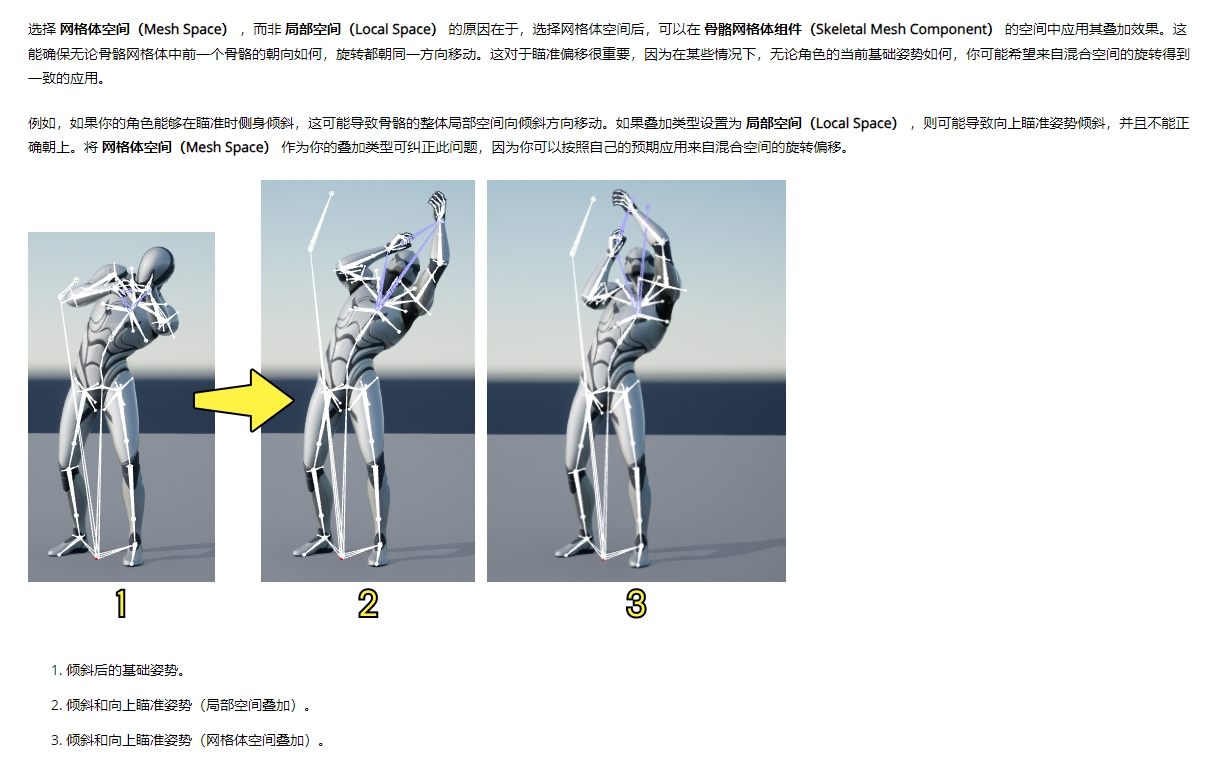 选择 网格体空间（Mesh Space） ，而非 局部空间（Local Space） 的原因在于，选择网格体空间后，可以在 骨骼网格体组件（Skeletal Mesh Component） 的空间中应用其叠加效果。这
能确保无论骨骼网格体中前一个骨骼的朝向如何，旋转都朝同一方向移动。这对于瞄准偏移很重要，因为在某些情况下，无论角色的当前基础姿势如何，你可能希望来自混合空间的旋转得到
一致的应用。
例如，如果你的角色能够在瞄准时侧身倾斜，这可能导致骨骼的整体局部空间向倾斜方向移动。如果叠加类型设置为 局部空间（Local Space） ，则可能导致向上瞄准姿势倾斜，并且不能正
确朝上。将 网格体空间（Mesh Space） 作为你的叠加类型可纠正此问题，因为你可以按照自己的预期应用来自混合空间的旋转偏移。
1 2 3
1. 倾斜后的基础姿势。
2. 倾斜和向上瞄准姿势（局部空间叠加）。
3. 倾斜和向上瞄准姿势（网格体空间叠加）。